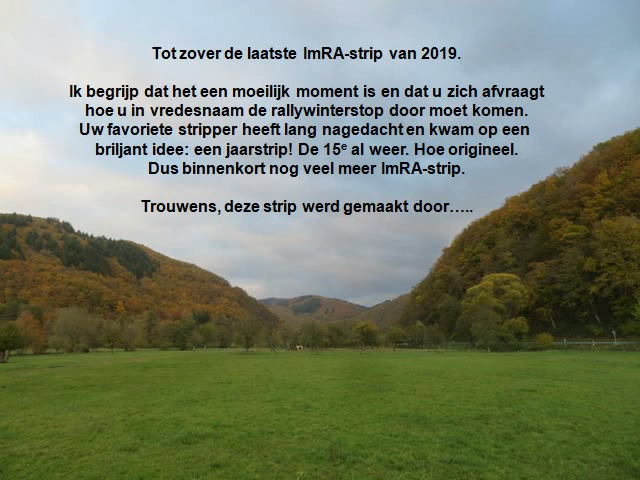 Tot zover de laatste ImRA-strip van 2019.
Ik begrijp dat het een moeilijk moment is en dat u zich afvraagt
hoe u in vredesnaam de rallywinterstop door moet komen.
Uw favoriete stripper heeft lang nagedacht en kwam op een
briljant idee: een jaarstrip! De 15e al weer. Hoe origineel.
Dus binnenkort nog veel meer ImRA-strip.
Trouwens, deze strip werd gemaakt door.....